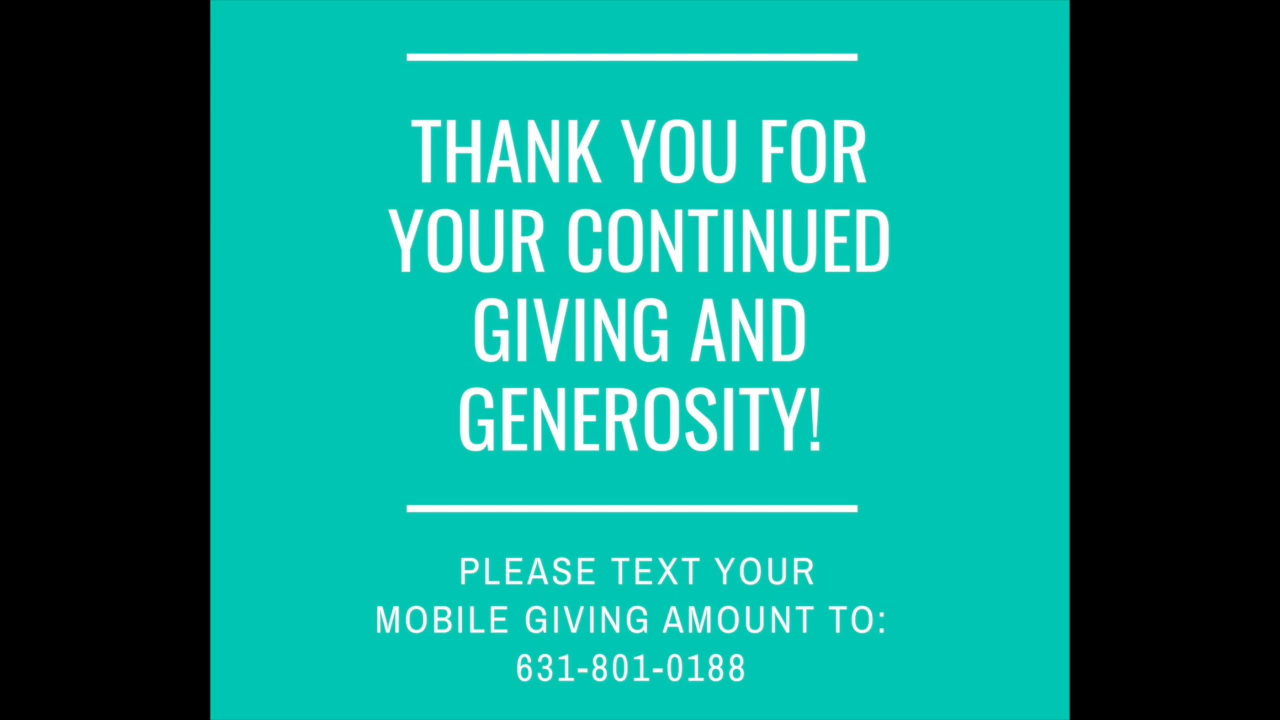 THANK YOU FOR
YOUR CONTINUED
GIVING AND
GENEROSITY!
PLEASE TEXT YOUR
MOBILE GIVING AMOUNT TO:
631-801-0188